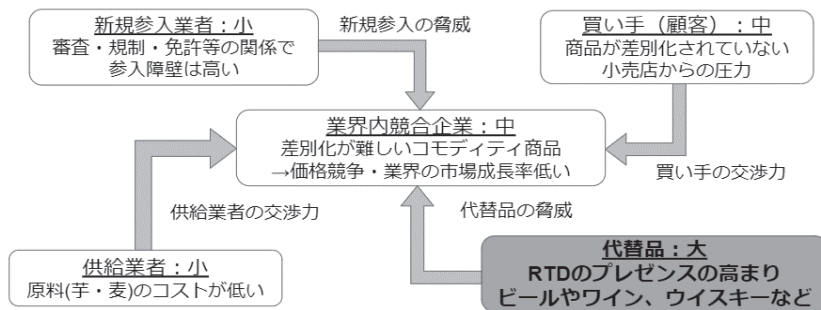 新規参入業者：小
審査・規制・免許等の関係で
参入障壁は高い
新規参入の脅威
買い手（顧客）：中
商品が差別化されていない
小売店からの圧力
業界内競合企業：中
差別化が難しいコモディティ商品
→価格競争・業界の市場成長率低い
買い手の交渉力
供給業者の交渉力
代替品の脅威
供給業者：小
原料(芋・麦)のコストが低い
代替品：大
RTDのプレゼンスの高まり
ビールやワイン、ウイスキーなど